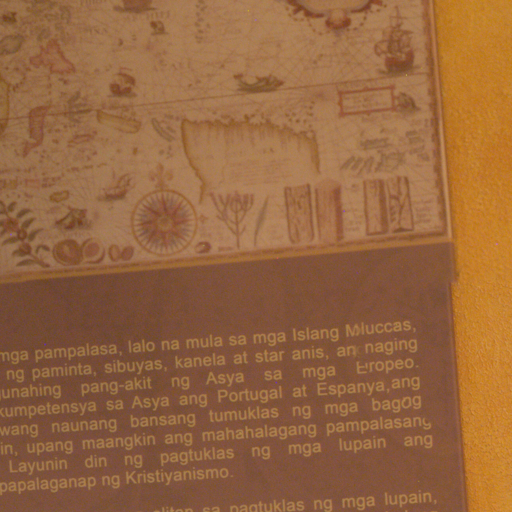 mga pampalasa, lalo na mula sa mga Islang Moluccas,
ng paminta, sibuyas, kanela at star anis, an naging
unahing pang-akit ng Asya sa mga Eropeo.
kumpetensya sa Asya ang Portugal at Espanya,ang
wang naunang bansang tumuklas ng mga bagog
in, upang maangkin ang mahahalagang pampalasang
Layunin din ng pagtuklas ng mga lupain ang
papalaganap ng Kristiyanismo.
sa pagtuklas ng mga lupain,